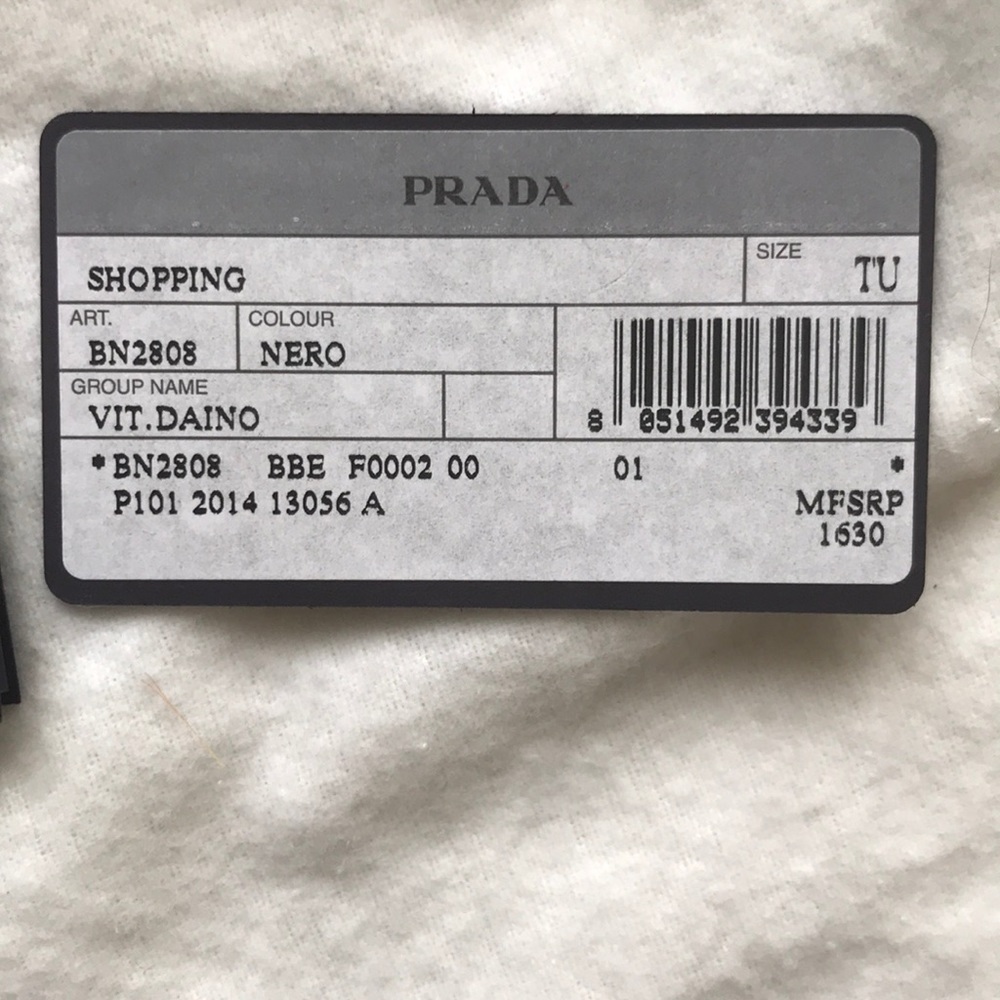 PRADA
SHOPPING
SIZE
TU
ART.
BN2808
COLOUR
NERO
GROUP NAME
VIT.DAINO
8 051492 394339
*BN2808 BBE F0002 00 01 *
P101 2014 13056 A MFSRP
1630